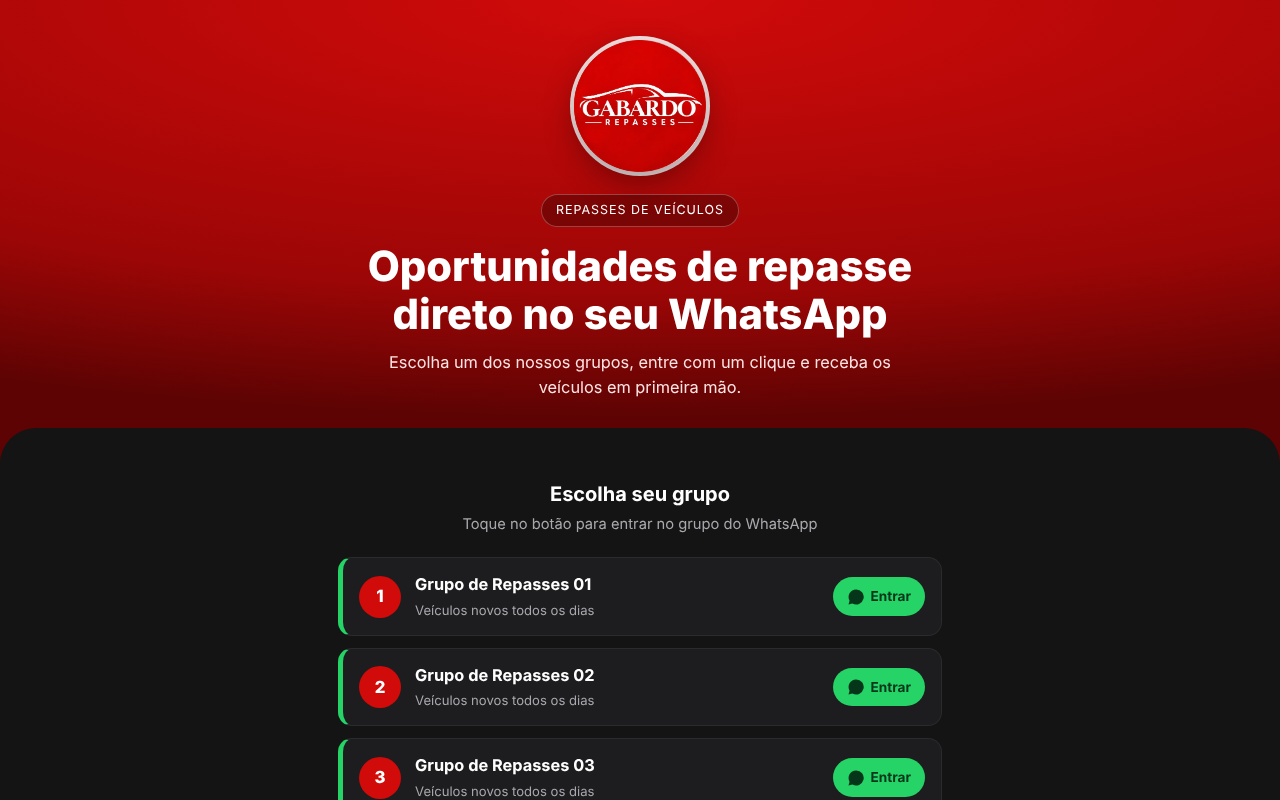 GABARDO
REPASSES
REPASSES DE VEÍCULOS
Oportunidades de repasse
direto no seu WhatsApp
Escolha um dos nossos grupos, entre com um clique e receba os
veículos em primeira mão.
Escolha seu grupo
Toque no botão para entrar no grupo do WhatsApp
1
Grupo de Repasses 01
Veículos novos todos os dias
Entrar
2
Grupo de Repasses 02
Veículos novos todos os dias
Entrar
3
Grupo de Repasses 03
Veículos novos todos os dias
Entrar